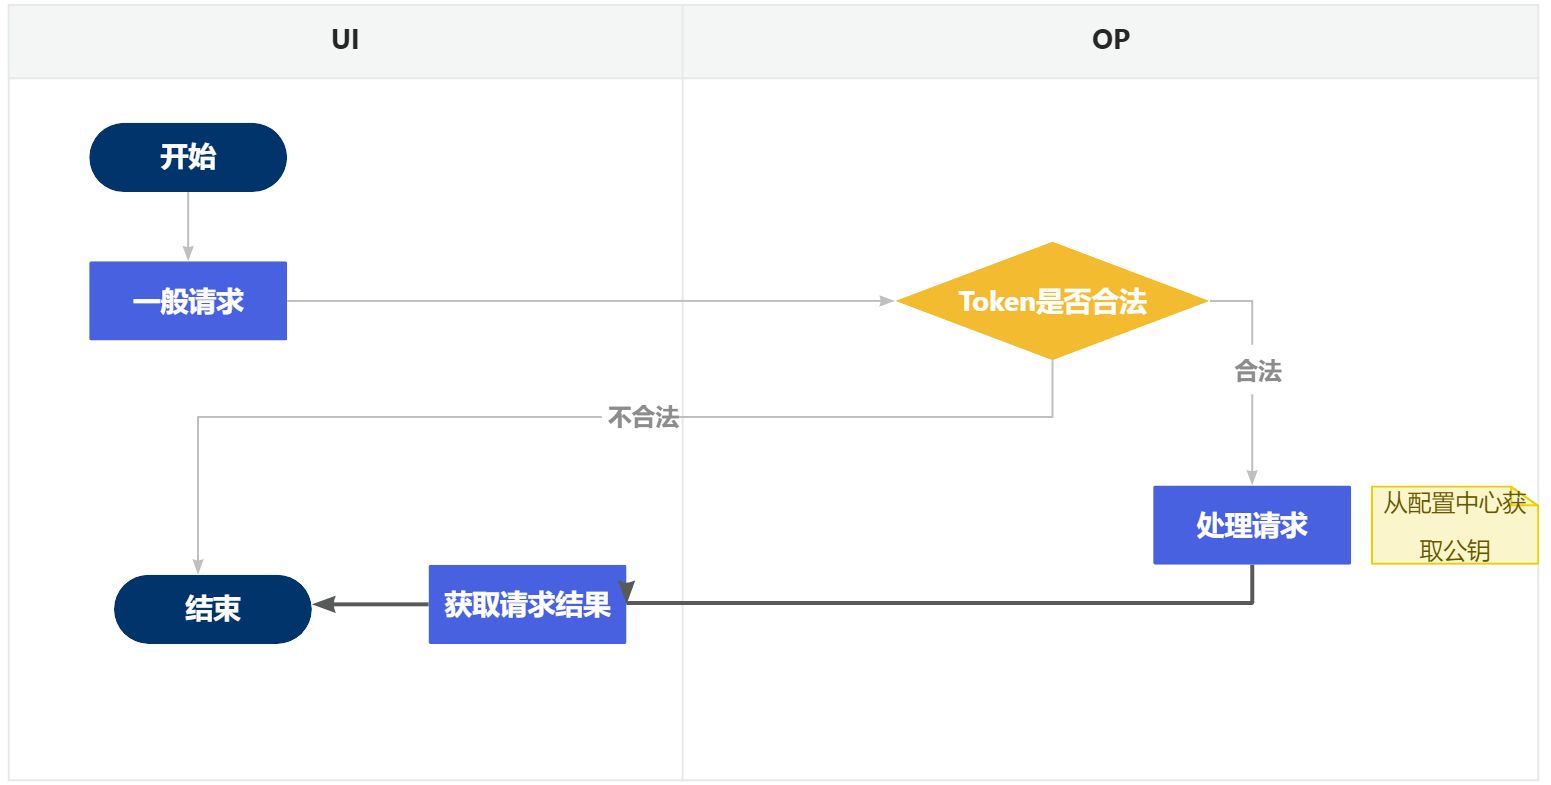 UI
OP
开始
一般请求
Token是否合法
合法
不合法
处理请求
从配置中心获
取公钥
获取请求结果
结束